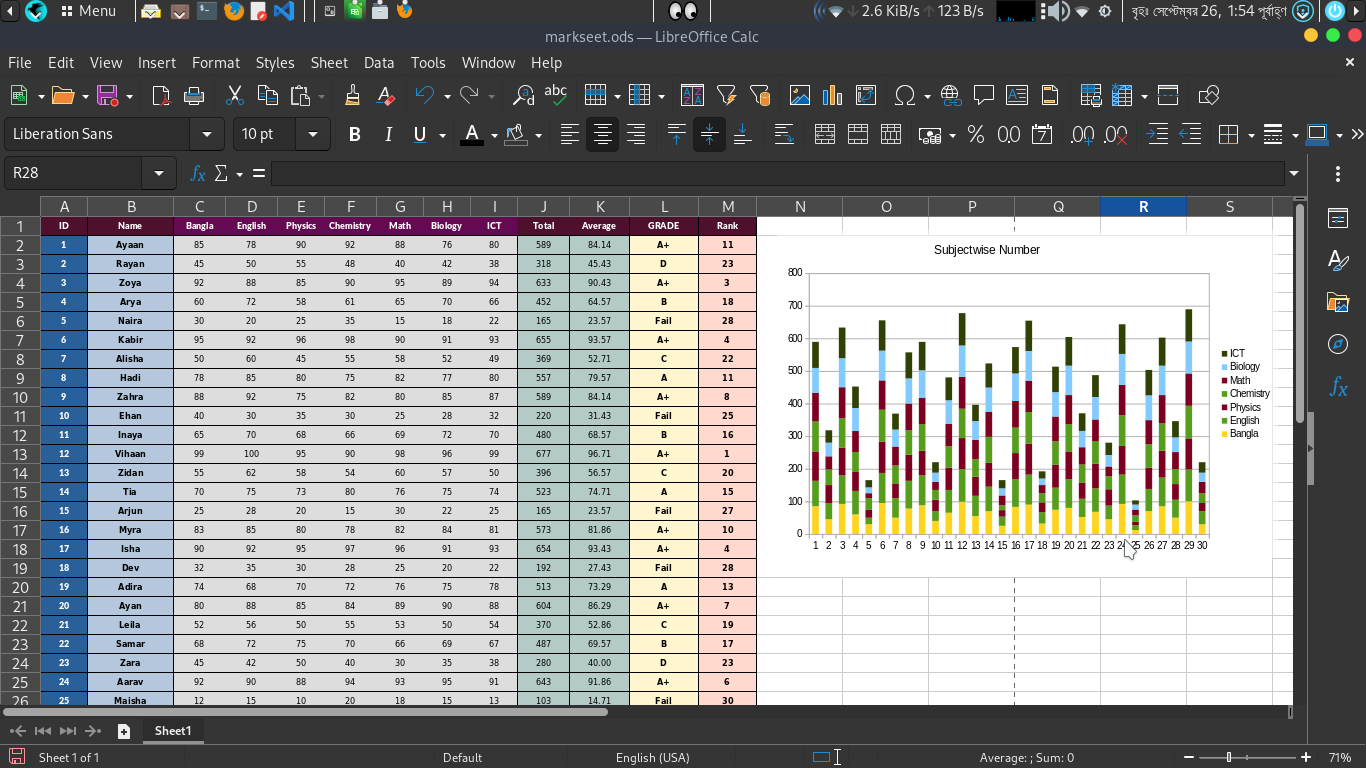 Menu 2.6 KiB/s 123 B/s বৃহঃ সেপ্টেম্বর 26, 1:54 পূর্বাহ্ণ
markseet.ods — LibreOffice Calc
File Edit View Insert Format Styles Sheet Data Tools Window Help
Liberation Sans 10 pt
R28
A B C D E F G H I J K L M N O P Q R S
1 ID Name Bangla English Physics Chemistry Math Biology ICT Total Average GRADE Rank
2 1 Ayaan 85 78 90 92 88 76 80 589 84.14 A+ 11
3 2 Rayan 45 50 55 48 40 42 38 318 45.43 D 23
4 3 Zoya 92 88 85 90 95 89 94 633 90.43 A+ 3
5 4 Arya 60 72 58 61 65 70 66 452 64.57 B 18
6 5 Naira 30 20 25 35 15 18 22 165 23.57 Fail 28
7 6 Kabir 95 92 96 98 90 91 93 655 93.57 A+ 4
8 7 Alisha 50 60 45 55 58 52 49 369 52.71 C 22
9 8 Hadi 78 85 80 75 82 77 80 557 79.57 A 11
10 9 Zahra 88 92 75 82 80 85 87 589 84.14 A+ 8
11 10 Ehan 40 30 35 30 25 28 32 220 31.43 Fail 25
12 11 Inaya 65 70 68 66 69 72 70 480 68.57 B 16
13 12 Vihaan 99 100 95 90 98 96 99 677 96.71 A+ 1
14 13 Zidan 55 62 58 54 60 57 50 396 56.57 C 20
15 14 Tia 70 75 73 80 76 75 74 523 74.71 A 15
16 15 Arjun 25 28 20 15 30 22 25 165 23.57 Fail 27
17 16 Myra 83 85 80 78 82 84 81 573 81.86 A+ 10
18 17 Isha 90 92 95 97 96 91 93 654 93.43 A+ 4
19 18 Dev 32 35 30 28 25 20 22 192 27.43 Fail 28
20 19 Adira 74 68 70 72 76 75 78 513 73.29 A 13
21 20 Ayan 80 88 85 84 89 90 88 604 86.29 A+ 7
22 21 Leila 52 56 50 55 53 50 54 370 52.86 C 19
23 22 Samar 68 72 75 70 66 69 67 487 69.57 B 17
24 23 Zara 45 42 50 40 30 35 38 280 40.00 D 23
25 24 Aarav 92 90 88 94 93 95 91 643 91.86 A+ 6
26 25 Maisha 12 15 10 20 18 15 13 103 14.71 Fail 30
Subjectwise Number
800
700
600
500
400
300
200
100
0
1 2 3 4 5 6 7 8 9 10 11 12 13 14 15 16 17 18 19 20 21 22 23 24 25 26 27 28 29 30
ICT
Biology
Math
Chemistry
Physics
English
Bangla
Sheet1
Sheet 1 of 1 Default English (USA) Average: ; Sum: 0 71%